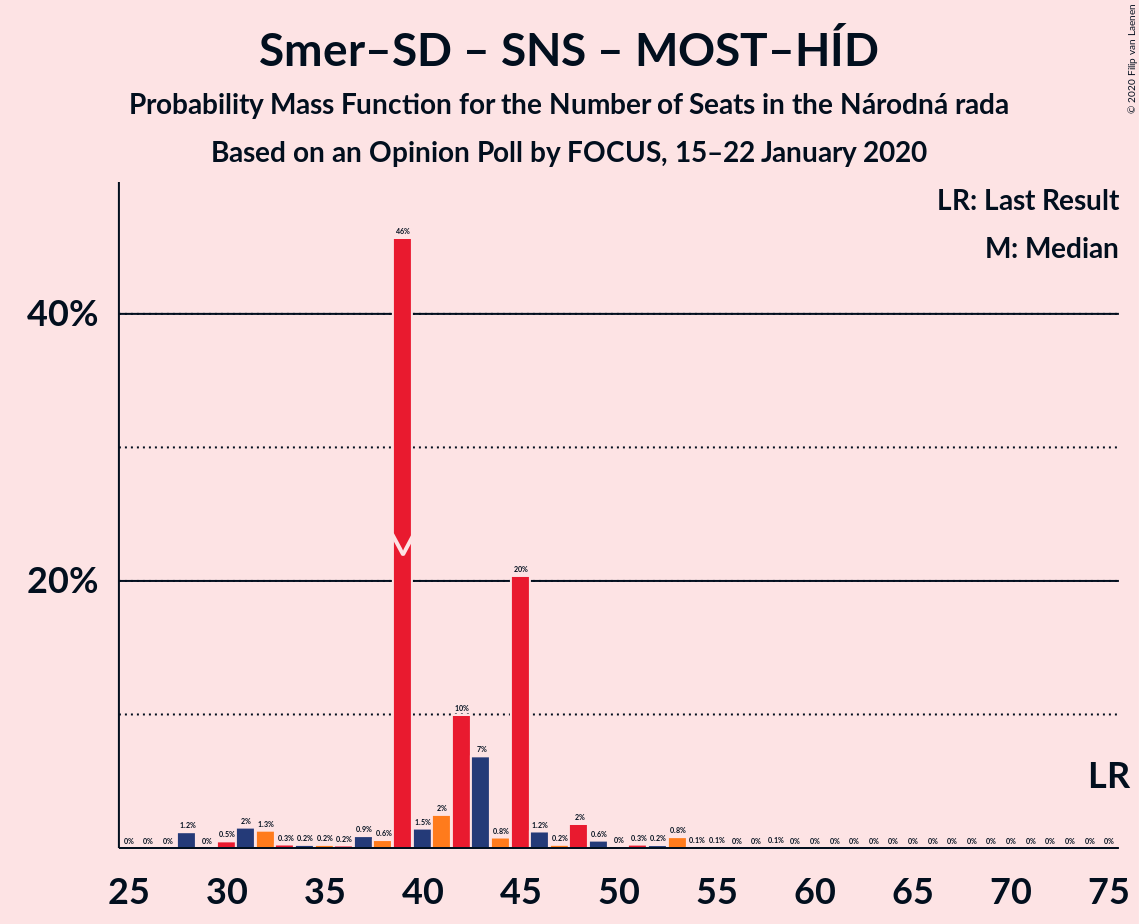 Smer–SD – SNS – MOST–HÍD
Probability Mass Function for the Number of Seats in the Národná rada
Based on an Opinion Poll by FOCUS, 15–22 January 2020
© 2020 Filip van Laenen
LR: Last Result
M: Median
40%
20%
0% 0% 0% 1.2% 0% 0.5% 2% 1.3% 0.3% 0.2% 0.2% 0.2% 0.9% 0.6% 46% 1.5% 2% 10% 7% 0.8% 20% 1.2% 0.2% 2% 0.6% 0% 0.3% 0.2% 0.8% 0.1% 0.1% 0% 0% 0.1% 0% 0% 0% 0% 0% 0% 0% 0% 0% 0% 0% 0% 0% 0% 0% 0% 0%
LR
25 30 35 40 45 50 55 60 65 70 75